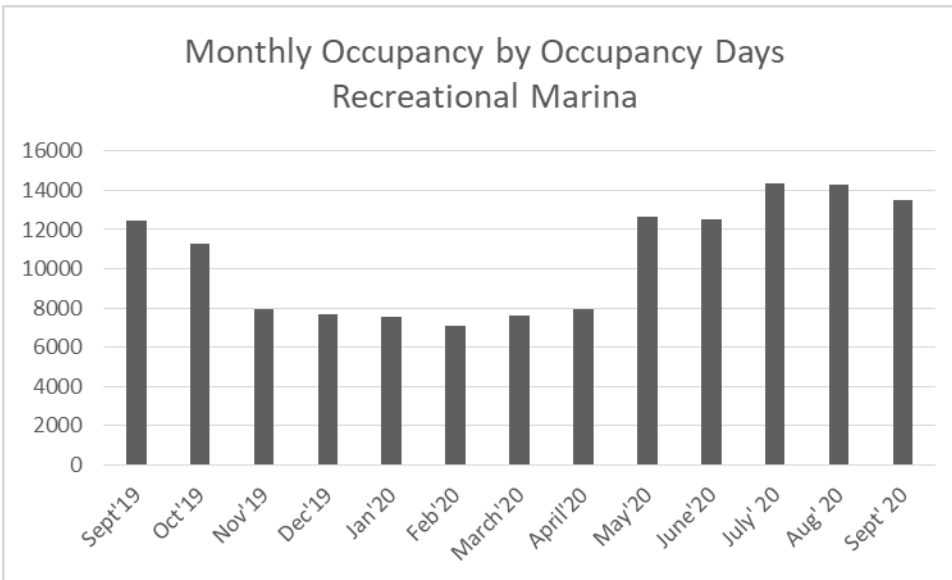 Monthly Occupancy by Occupancy Days
Recreational Marina
16000
14000
12000
10000
8000
6000
4000
2000
0
Sept'19
Oct'19
Nov'19
Dec'19
Jan'20
Feb'20
March'20
April'20
May'20
June'20
July' 20
Aug' 20
Sept' 20